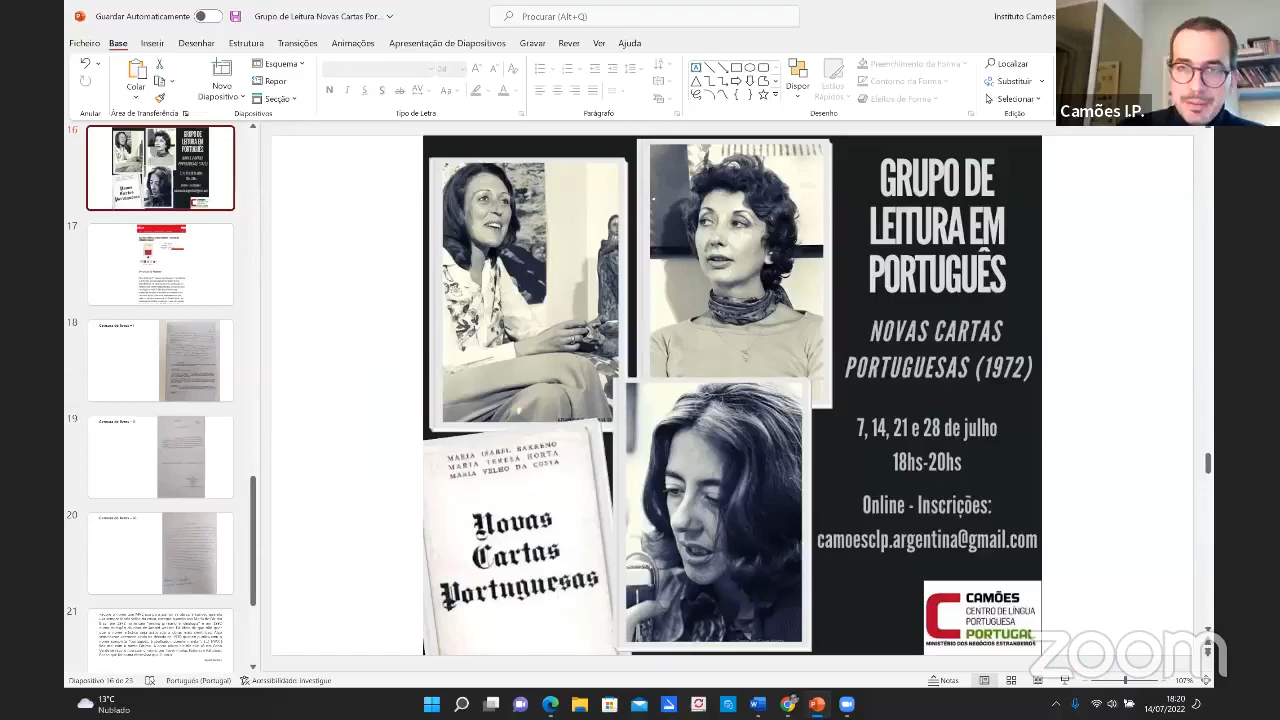 Guardar Automaticamente
Grupo de Leitura Novas Cartas Por...
Procurar (Alt+Q)
Instituto Camões
Ficheiro Base Inserir Desenhar Estrutura Transições Animações Apresentação de Diapositivos Gravar Rever Ver Ajuda
Colar
Novo
Diapositivo
Esquema
Repor
Secção
24
N I S
Dispor
Estilos
Rápidos
Preenchimento da Forma
Contorno da Forma
Efeitos de Forma
Localizar
Substituir
Selecionar
Anular Área de Transferência Diapositivos Tipo de Letra Parágrafo Desenho Edição
Camões I.P.
16
17
18
19
20
21
GRUPO DE
LEITURA EM
PORTUGUÊS
NOVAS CARTAS
PORTUGUESAS (1972)
7, 14, 21 e 28 de julho
18hs-20hs
Online - Inscrições:
camoesclp.argentina@gmail.com
MARIA ISABEL BARRENO
MARIA TERESA HORTA
MARIA VELHO DA COSTA
Novas
Cartas
Portuguesas
CAMÕES
CENTRO DE LÍNGUA
PORTUGUESA
PORTUGAL
MINISTÉRIO DOS NEGÓCIOS ESTRANGEIROS
zoom
Diapositivo 16 de 23
Português (Portugal)
Acessibilidade: Investigue
Notas
107%
13°C
Nublado
18:20
14/07/2022